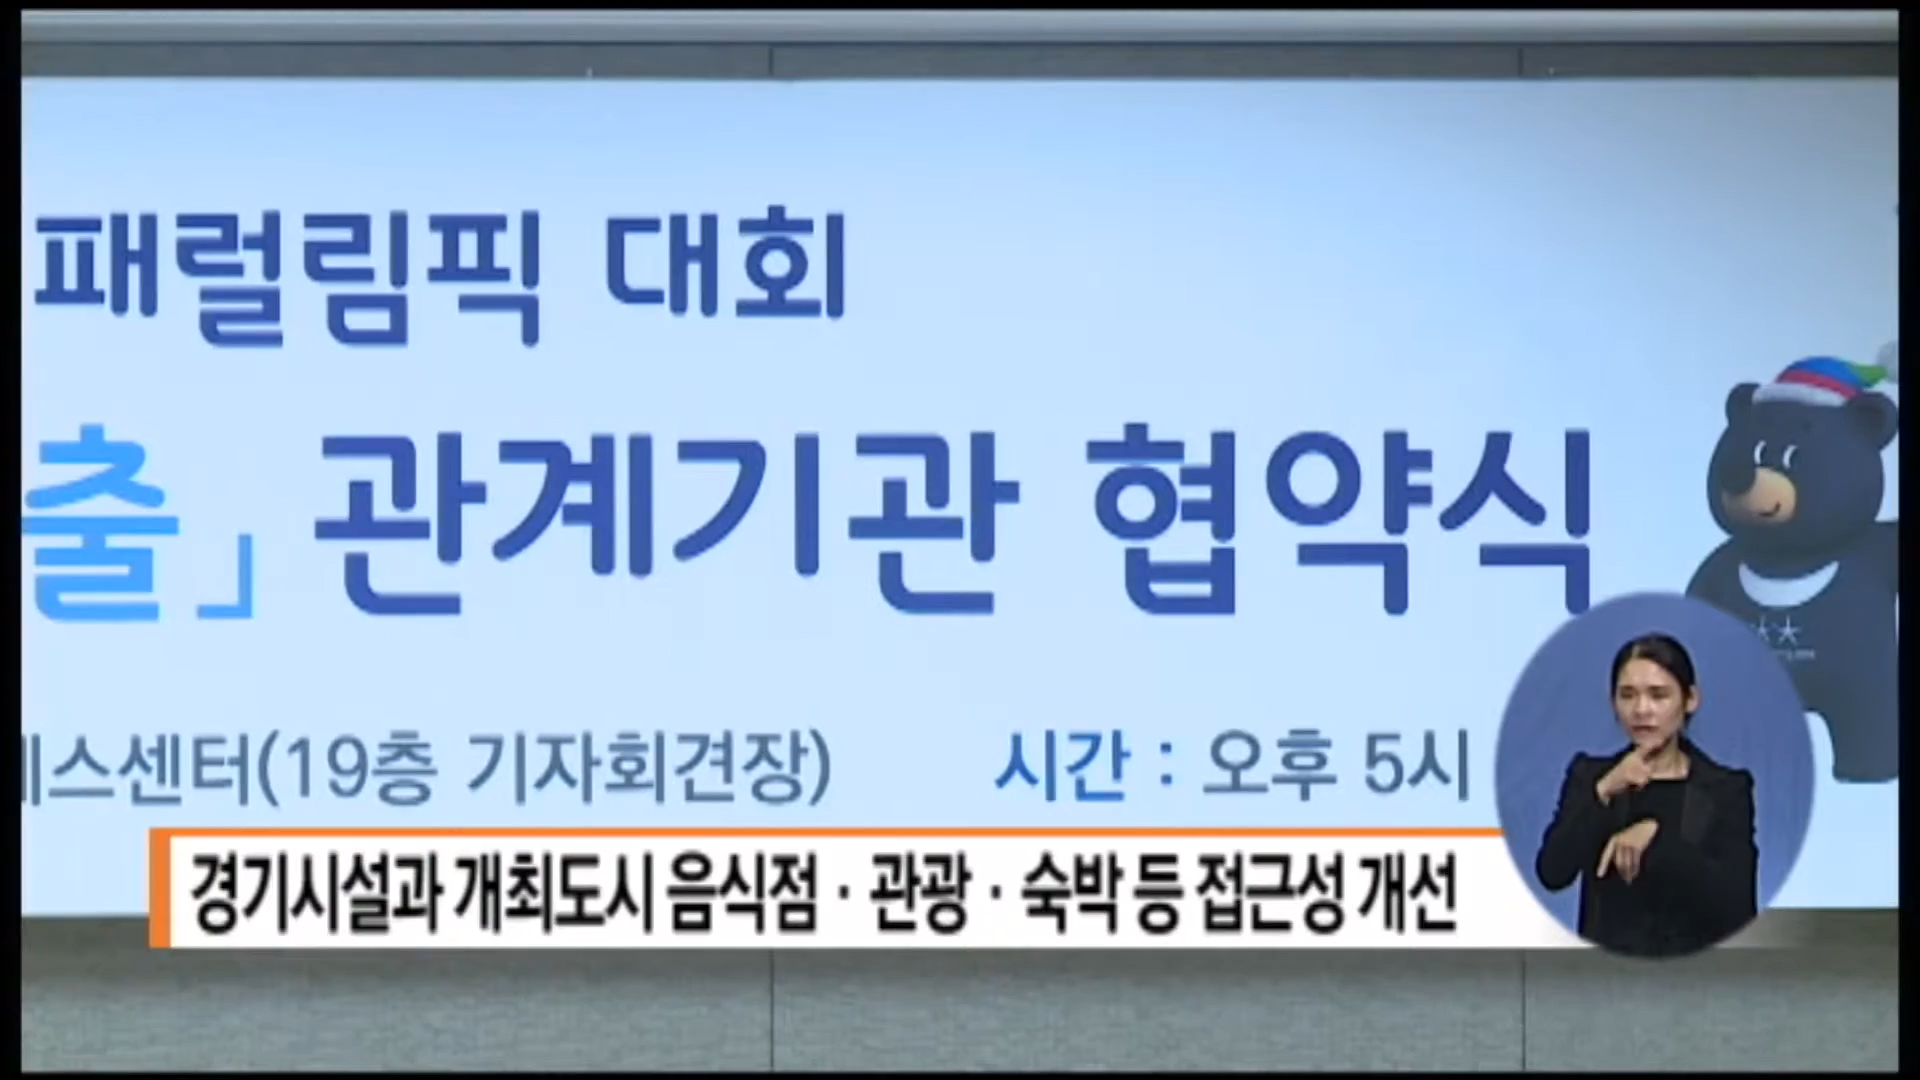 패럴림픽 대회
출」 관계기관 협약식
스센터(19층 기자회견장) 시간 : 오후 5시
경기시설과 개최도시 음식점 · 관광 · 숙박 등 접근성 개선